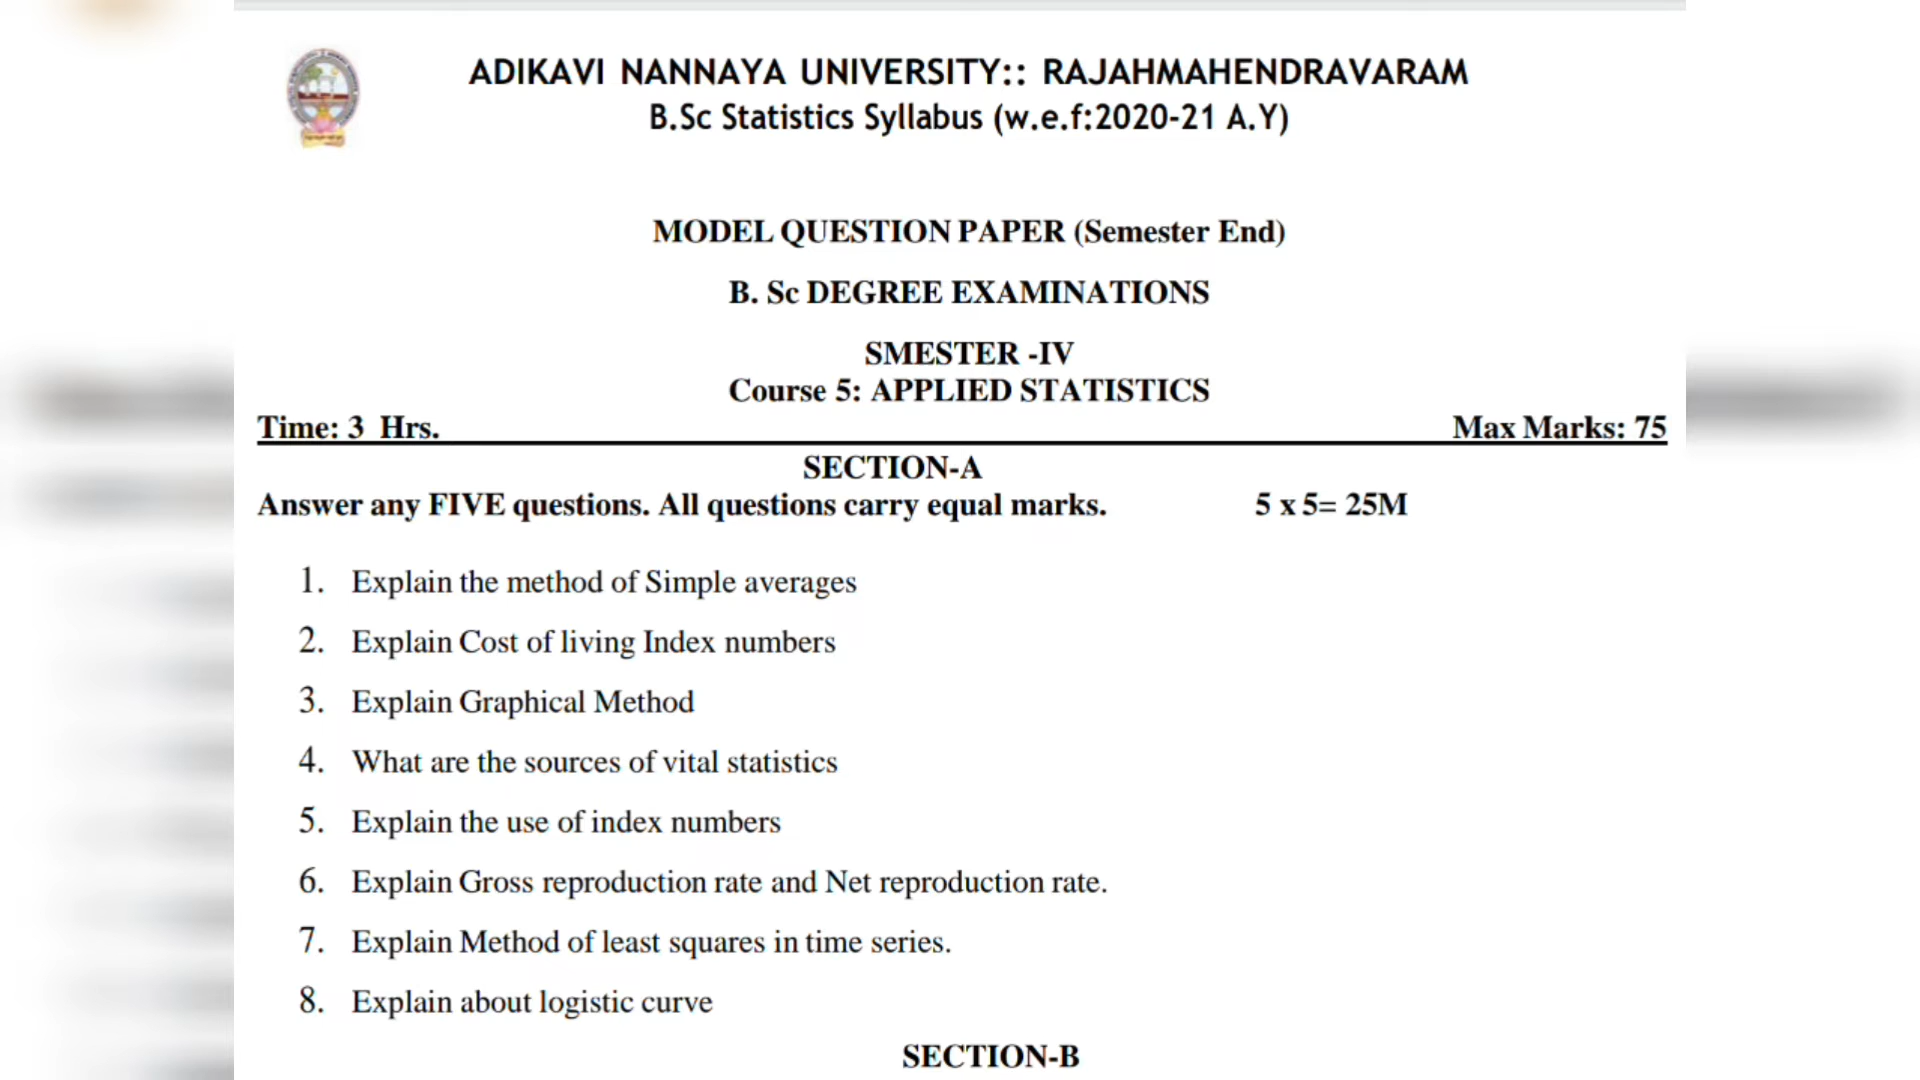 ADIKAVI NANNAYA UNIVERSITY:: RAJAHMAHENDRAVARAM
B.Sc Statistics Syllabus (w.e.f:2020-21 A.Y)
MODEL QUESTION PAPER (Semester End)
B. Sc DEGREE EXAMINATIONS
SMESTER -IV
Course 5: APPLIED STATISTICS
Time: 3 Hrs. Max Marks: 75
SECTION-A
Answer any FIVE questions. All questions carry equal marks. 5 x 5= 25M
1. Explain the method of Simple averages
2. Explain Cost of living Index numbers
3. Explain Graphical Method
4. What are the sources of vital statistics
5. Explain the use of index numbers
6. Explain Gross reproduction rate and Net reproduction rate.
7. Explain Method of least squares in time series.
8. Explain about logistic curve
SECTION-B